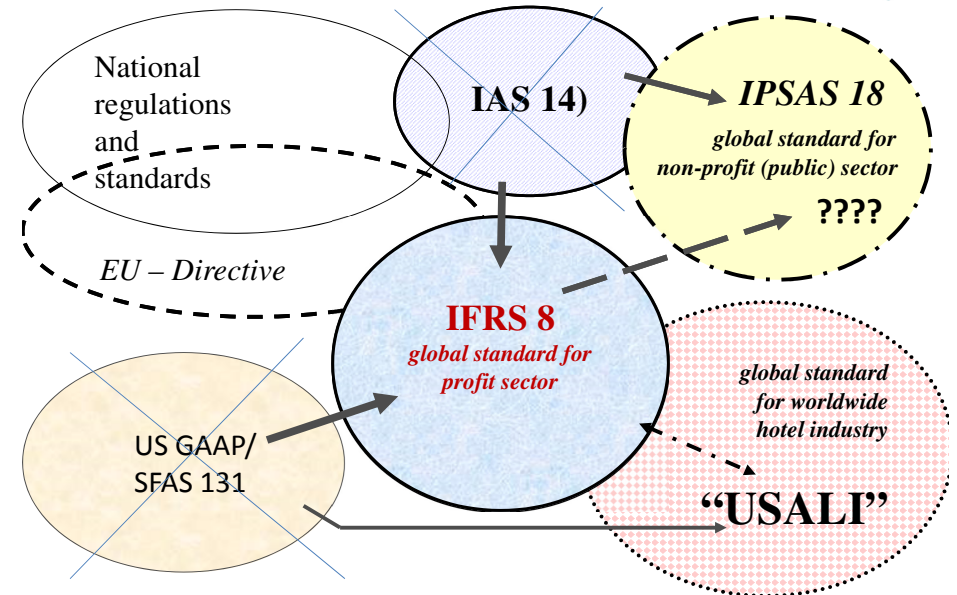 National
regulations
and
standards
IAS 14)
IPSAS 18
global standard for
non-profit (public) sector
????
EU – Directive
IFRS 8
global standard for
profit sector
US GAAP/
SFAS 131
global standard
for worldwide
hotel industry
“USALI”